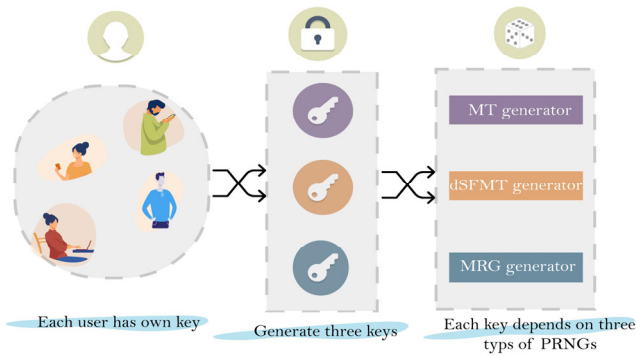 MT generator
dSFMT generator
MRG generator
Each user has own key
Generate three keys
Each key depends on three
typs of PRNGs